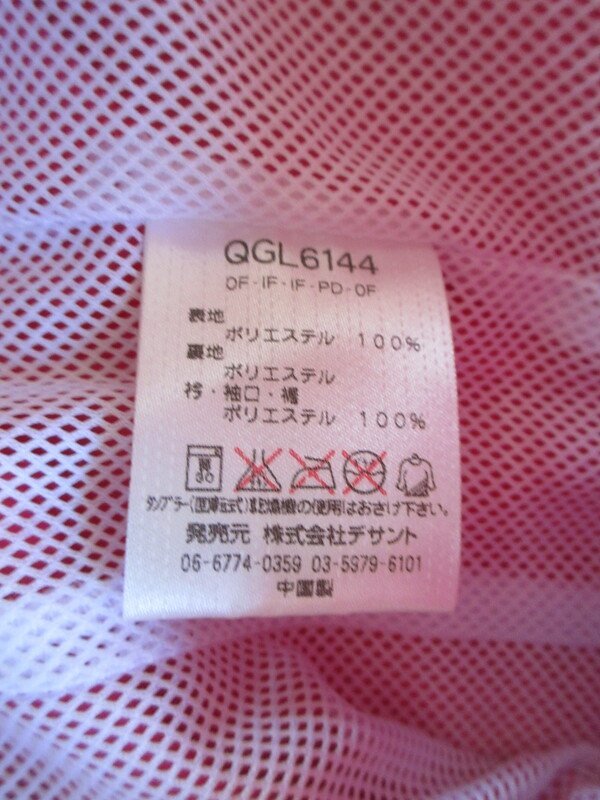 QGL6144
OF-IF-IF-PD-OF
表地
ポリエステル 100%
裏地
ポリエステル
衿・袖口・裾
ポリエステル 100%
30
タンブラー(回転式)乾燥機の使用はおさけ下さい。
発売元 株式会社デサント
06-6774-0359 03-5979-6101
中国製